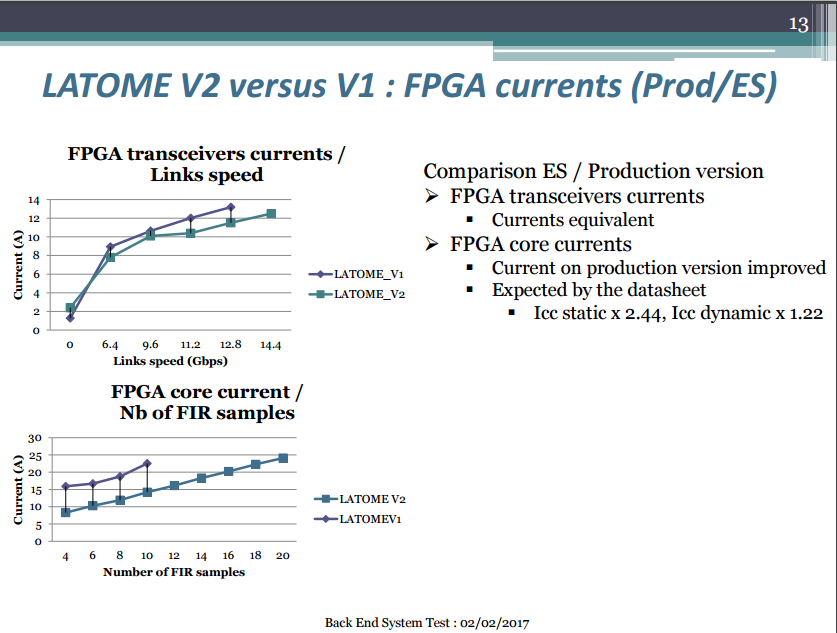 13
LATOME V2 versus V1 : FPGA currents (Prod/ES)
FPGA transceivers currents /
Links speed
14
12
10
8
6
4
2
0
Current (A)
0 6.4 9.6 11.2 12.8 14.4
Links speed (Gbps)
LATOME_V1
LATOME_V2
FPGA core current /
Nb of FIR samples
30
25
20
15
10
5
0
Current (A)
4 6 8 10 12 14 16 18 20
Number of FIR samples
LATOME V2
LATOMEV1
Comparison ES / Production version
➢ FPGA transceivers currents
▪ Currents equivalent
➢ FPGA core currents
▪ Current on production version improved
▪ Expected by the datasheet
▪ Icc static x 2.44, Icc dynamic x 1.22
Back End System Test : 02/02/2017